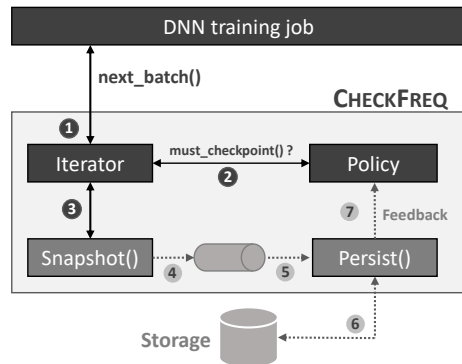 DNN training job
next_batch()
CHECKFREQ
1
must_checkpoint() ?
Iterator
Policy
2
3
7
Feedback
Snapshot()
4
5
Persist()
6
Storage